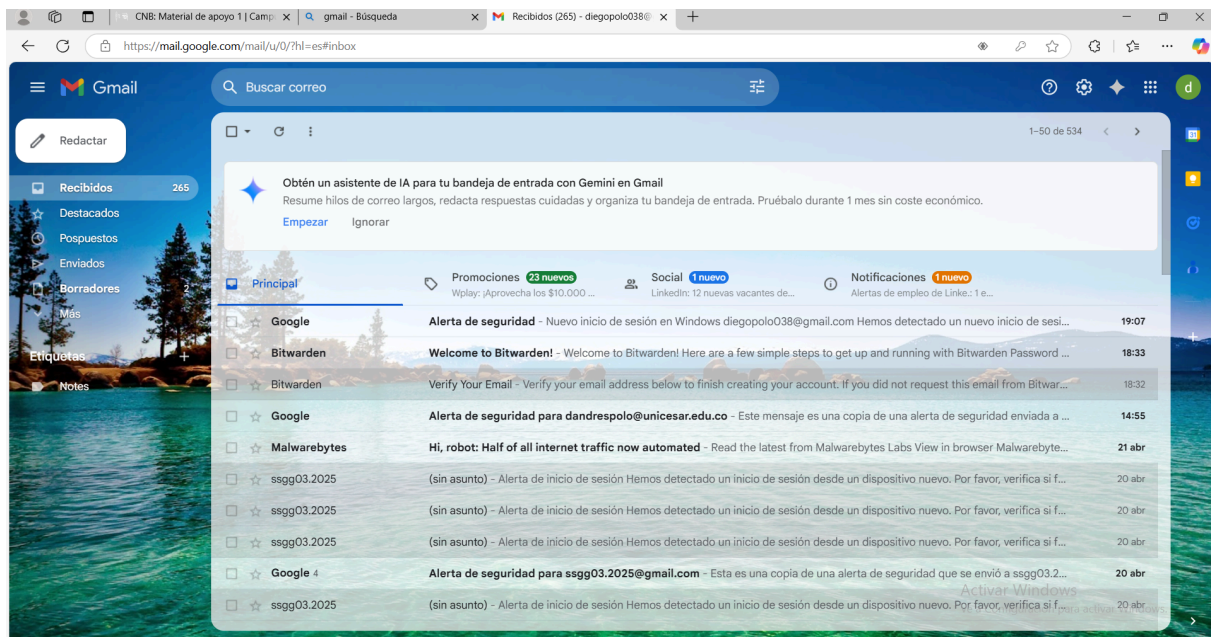 CNB: Material de apoyo 1 | Camp
gmail - Búsqueda
Recibidos (265) - diegopolo038@
https://mail.google.com/mail/u/0/?hl=es#inbox
Gmail
Buscar correo
d
Redactar
1–50 de 534
31
Obtén un asistente de IA para tu bandeja de entrada con Gemini en Gmail
Resume hilos de correo largos, redacta respuestas cuidadas y organiza tu bandeja de entrada. Pruébalo durante 1 mes sin coste económico.
Empezar Ignorar
Recibidos 265
Destacados
Pospuestos
Enviados
Borradores 2
Más
Etiquetas
Notes
Principal
Promociones 23 nuevos
Wplay: ¡Aprovecha los $10.000 ...
Social 1 nuevo
LinkedIn: 12 nuevas vacantes de...
Notificaciones 1 nuevo
Alertas de empleo de Linke.: 1 e...
Google Alerta de seguridad - Nuevo inicio de sesión en Windows diegopolo038@gmail.com Hemos detectado un nuevo inicio de sesi... 19:07
Bitwarden Welcome to Bitwarden! - Welcome to Bitwarden! Here are a few simple steps to get up and running with Bitwarden Password ... 18:33
Bitwarden Verify Your Email - Verify your email address below to finish creating your account. If you did not request this email from Bitwar... 18:32
Google Alerta de seguridad para dandrespolo@unicesar.edu.co - Este mensaje es una copia de una alerta de seguridad enviada a ... 14:55
Malwarebytes Hi, robot: Half of all internet traffic now automated - Read the latest from Malwarebytes Labs View in browser Malwarebyte... 21 abr
ssgg03.2025 (sin asunto) - Alerta de inicio de sesión Hemos detectado un inicio de sesión desde un dispositivo nuevo. Por favor, verifica si f... 20 abr
ssgg03.2025 (sin asunto) - Alerta de inicio de sesión Hemos detectado un inicio de sesión desde un dispositivo nuevo. Por favor, verifica si f... 20 abr
ssgg03.2025 (sin asunto) - Alerta de inicio de sesión Hemos detectado un inicio de sesión desde un dispositivo nuevo. Por favor, verifica si f... 20 abr
Google 4 Alerta de seguridad para ssgg03.2025@gmail.com - Esta es una copia de una alerta de seguridad que se envió a ssgg03.2... 20 abr
Activar Windows
ssgg03.2025 (sin asunto) - Alerta de inicio de sesión Hemos detectado un inicio de sesión desde un dispositivo nuevo. Por favor, verifica si f... 20 abr